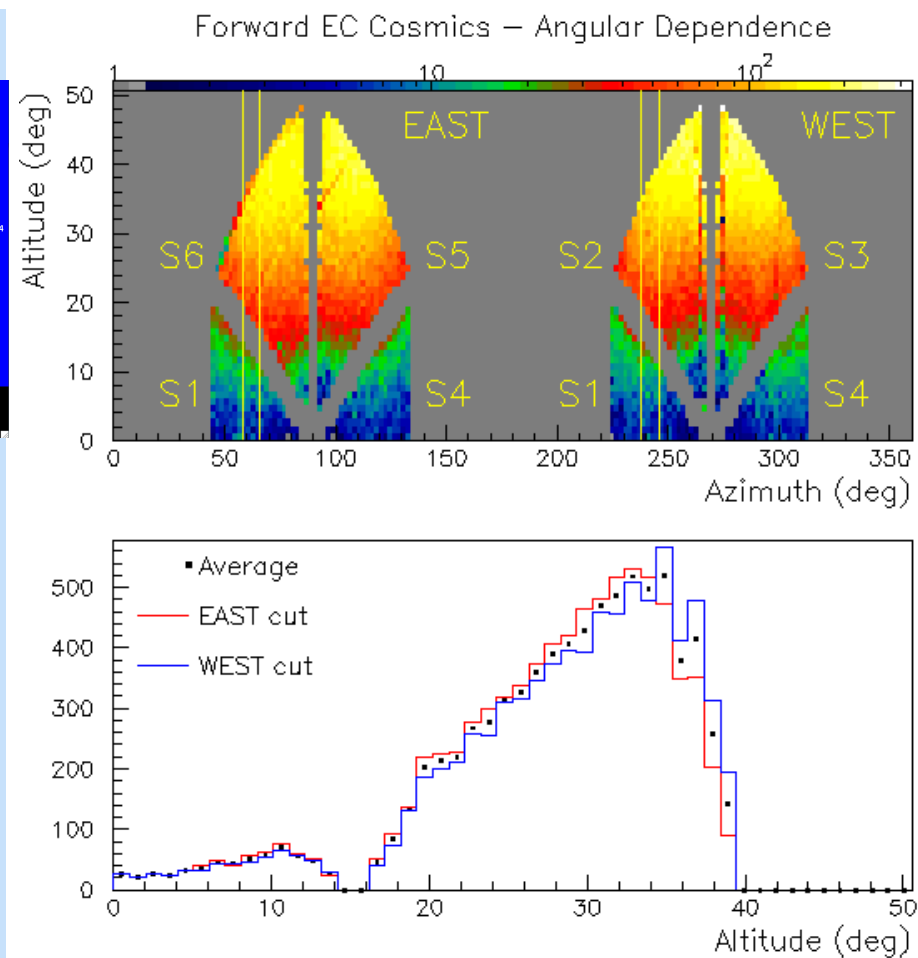 Forward EC Cosmics – Angular Dependence
1 10 10²
EAST WEST
S6 S5 S2 S3
S1 S4 S1 S4
50
40
30
20
10
0
Altitude (deg)
0 50 100 150 200 250 300 350
Azimuth (deg)
Average
EAST cut
WEST cut
500
400
300
200
100
0
0 10 20 30 40 50
Altitude (deg)
4